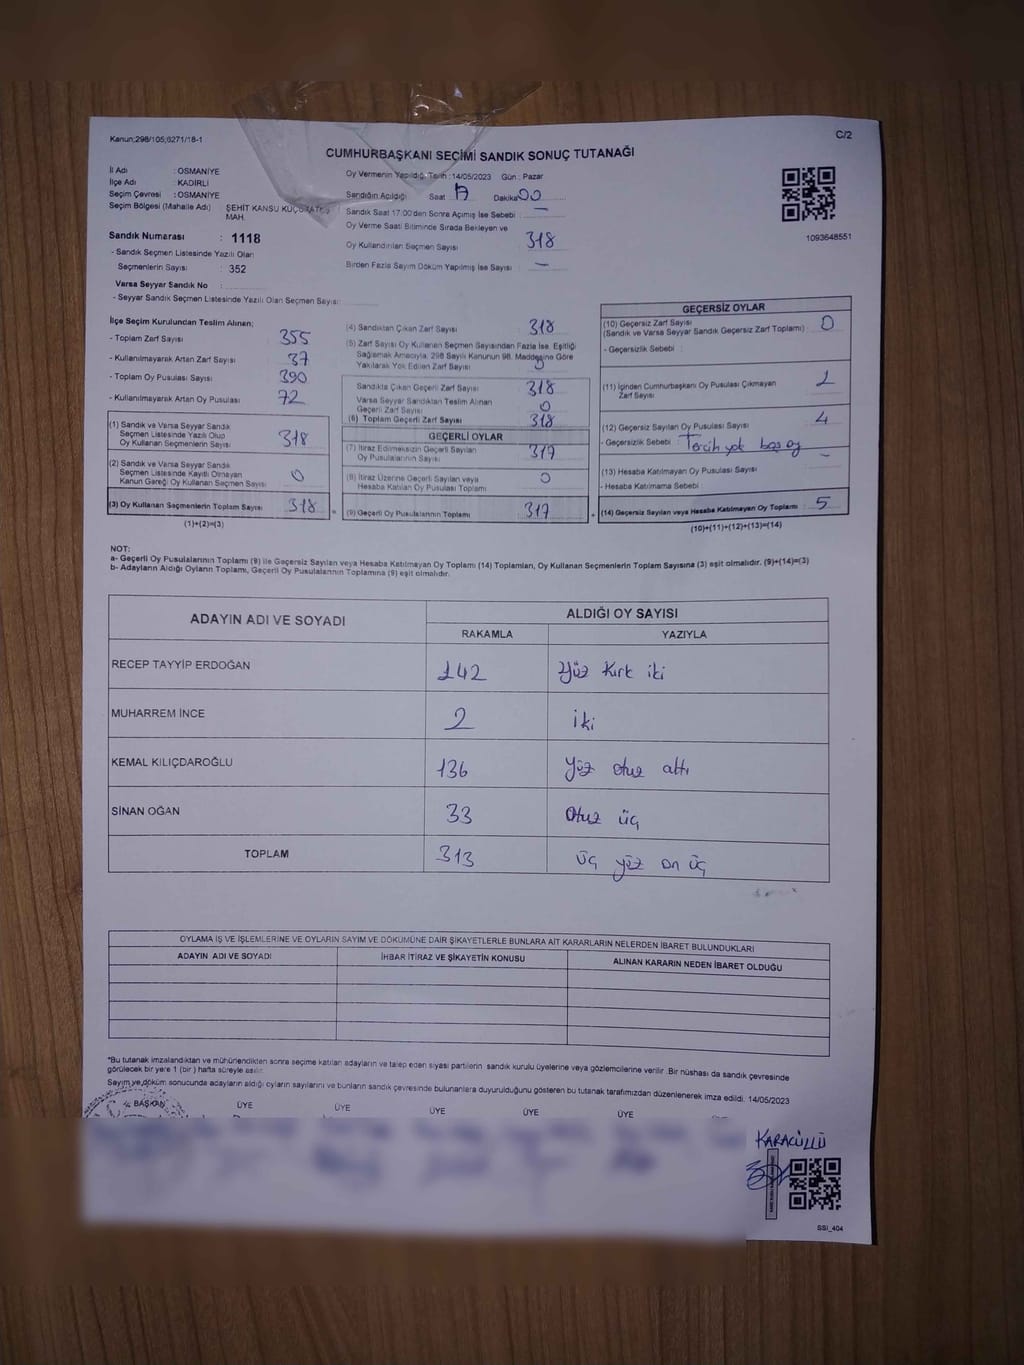 Kanun;298/105;6271/18-1
C/2
CUMHURBAŞKANI SEÇİMİ SANDIK SONUÇ TUTANAĞI
İl Adı : OSMANİYE
İlçe Adı : KADİRLİ
Seçim Çevresi : OSMANİYE
Seçim Bölgesi (Mahalle Adı) : ŞEHİT KANSU
MAH.
Sandık Numarası : 1118
- Sandık Seçmen Listesinde Yazılı Olan
Seçmenlerin Sayısı : 352
Varsa Seyyar Sandık No :
- Seyyar Sandık Seçmen Listesinde Yazılı Olan Seçmen Sayısı:
Oy Vermenin Yapıldığı, Tarih :14/05/2023 Gün : Pazar
Sandığın Açıldığı Saat 17 Dakika 00
Sandık Saat 17:00'den Sonra Açılmış İse Sebebi : —
Oy Verme Saati Bitiminde Sırada Bekleyen ve
Oy Kullandırılan Seçmen Sayısı 318
Birden Fazla Sayım Döküm Yapılmış İse Sayısı : —
1093648551
İlçe Seçim Kurulundan Teslim Alınan;
- Toplam Zarf Sayısı : 355
- Kullanılmayarak Artan Zarf Sayısı : 37
- Toplam Oy Pusulası Sayısı : 390
- Kullanılmayarak Artan Oy Pusulası : 72
(1) Sandık ve Varsa Seyyar Sandık
Seçmen Listesinde Yazılı Olup
Oy Kullanan Seçmenlerin Sayısı : 318
(2) Sandık ve Varsa Seyyar Sandık
Seçmen Listesinde Kayıtlı Olmayan
Kanun Gereği Oy Kullanan Seçmen Sayısı : 0
(3) Oy Kullanan Seçmenlerin Toplam Sayısı : 318
(1)+(2)=(3)
(4) Sandıktan Çıkan Zarf Sayısı : 318
(5) Zarf Sayısı Oy Kullanan Seçmen Sayısından Fazla İse, Eşitliği
Sağlamak Amacıyla, 298 Sayılı Kanunun 98. Maddesine Göre
Yakılarak Yok Edilen Zarf Sayısı : 0
Sandıkta Çıkan Geçerli Zarf Sayısı : 318
Varsa Seyyar Sandıktan Teslim Alınan
Geçerli Zarf Sayısı : 0
(6) Toplam Geçerli Zarf Sayısı : 318
GEÇERLİ OYLAR
(7) İtiraz Edilmeksizin Geçerli Sayılan
Oy Pusulalarının Sayısı : 317
(8) İtiraz Üzerine Geçerli Sayılan veya
Hesaba Katılan Oy Pusulası Toplamı : 0
(9) Geçerli Oy Pusulalarının Toplamı : 317
GEÇERSİZ OYLAR
(10) Geçersiz Zarf Sayısı
(Sandık ve Varsa Seyyar Sandık Geçersiz Zarf Toplamı) : 0
- Geçersizlik Sebebi :
(11) İçinden Cumhurbaşkanı Oy Pusulası Çıkmayan
Zarf Sayısı : 1
(12) Geçersiz Sayılan Oy Pusulası Sayısı : 4
- Geçersizlik Sebebi : Tercih yok boş oy
(13) Hesaba Katılmayan Oy Pusulası Sayısı : —
- Hesaba Katılmama Sebebi :
(14) Geçersiz Sayılan veya Hesaba Katılmayan Oy Toplamı : 5
(10)+(11)+(12)+(13)=(14)
NOT:
a- Geçerli Oy Pusulalarının Toplamı (9) ile Geçersiz Sayılan veya Hesaba Katılmayan Oy Toplamı (14) Toplamları, Oy Kullanan Seçmenlerin Toplam Sayısına (3) eşit olmalıdır. (9)+(14)=(3)
b- Adayların Aldığı Oyların Toplamı, Geçerli Oy Pusulalarının Toplamına (9) eşit olmalıdır.
ADAYIN ADI VE SOYADI ALDIĞI OY SAYISI
RAKAMLA YAZIYLA
RECEP TAYYİP ERDOĞAN 142 Yüz Kırk iki
MUHARREM İNCE 2 iki
KEMAL KILIÇDAROĞLU 136 Yüz otuz altı
SİNAN OĞAN 33 Otuz üç
TOPLAM 313 Üç yüz on üç
OYLAMA İŞ VE İŞLEMLERİNE VE OYLARIN SAYIM VE DÖKÜMÜNE DAİR ŞİKAYETLERLE BUNLARA AİT KARARLARIN NELERDEN İBARET BULUNDUKLARI
ADAYIN ADI VE SOYADI İHBAR İTİRAZ VE ŞİKAYETİN KONUSU ALINAN KARARIN NEDEN İBARET OLDUĞU
*Bu tutanak imzalandıktan ve mühürlendikten sonra seçime katılan adayların ve talep eden siyasi partilerin sandık kurulu üyelerine veya gözlemcilerine verilir. Bir nüshası da sandık çevresinde
görülecek bir yere 1 (bir) hafta süreyle asılır.
Sayım ve döküm sonucunda adayların aldığı oyların sayılarını ve bunların sandık çevresinde bulunanlara duyurulduğunu gösteren bu tutanak tarafımızdan düzenlenerek imza edildi. 14/05/2023
BAŞKAN ÜYE ÜYE ÜYE ÜYE ÜYE
KARACÜLLÜ
SSI_404